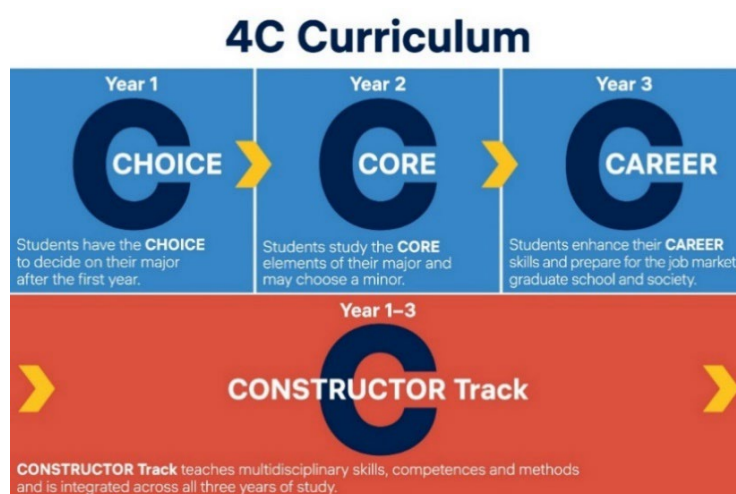 4C Curriculum
Year 1
CHOICE
Students have the CHOICE
to decide on their major
after the first year.
Year 2
CORE
Students study the CORE
elements of their major and
may choose a minor.
Year 3
CAREER
Students enhance their CAREER
skills and prepare for the job market
graduate school and society.
Year 1–3
CONSTRUCTOR Track
CONSTRUCTOR Track teaches multidisciplinary skills, competences and methods
and is integrated across all three years of study.